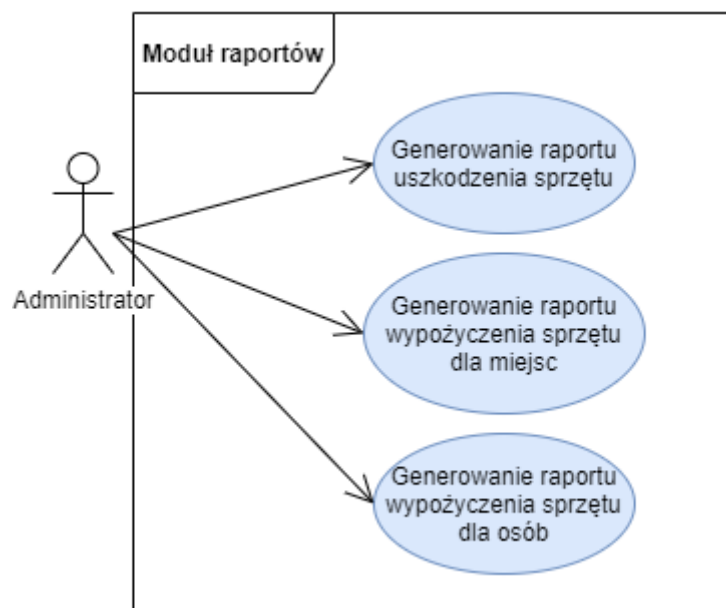 Moduł raportów
Generowanie raportu
uszkodzenia sprzętu
Administrator
Generowanie raportu
wypożyczenia sprzętu
dla miejsc
Generowanie raportu
wypożyczenia sprzętu
dla osób